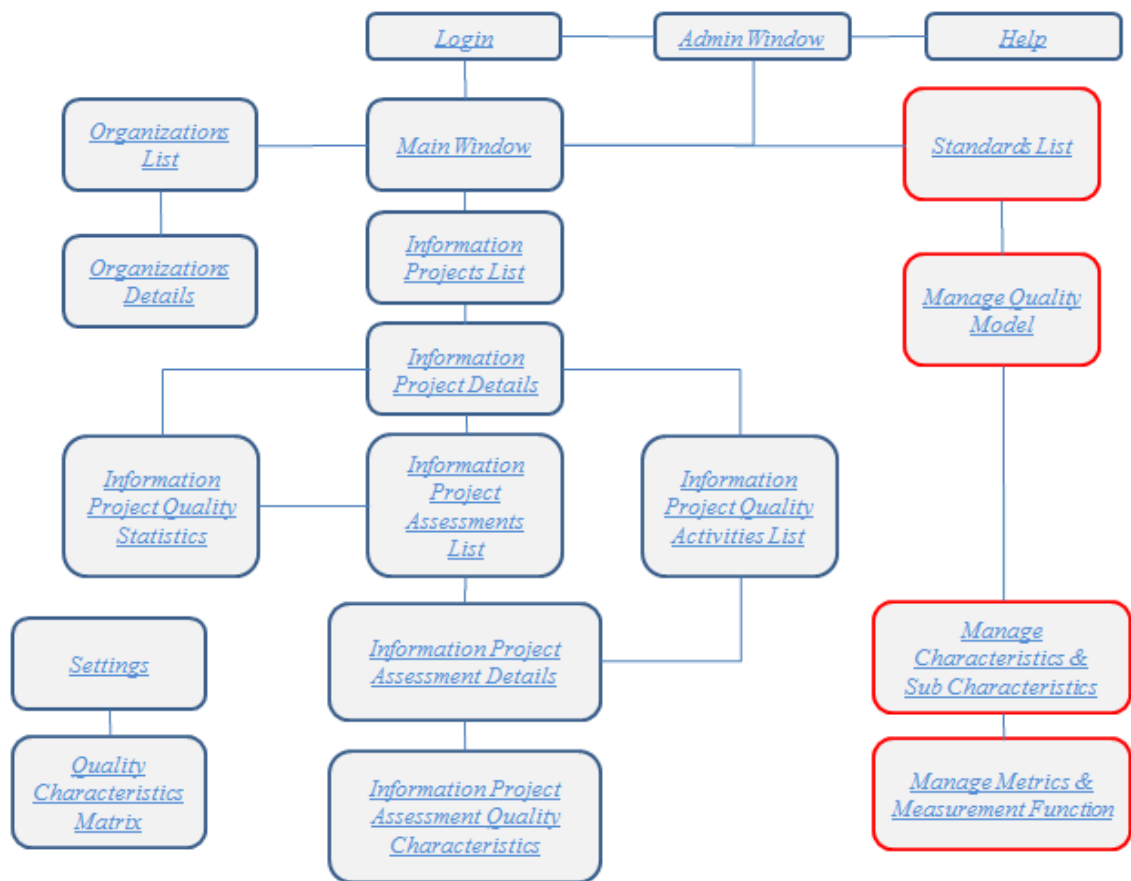 Login
Admin Window
Help
Organizations
List
Main Window
Standards List
Organizations
Details
Information
Projects List
Manage Quality
Model
Information
Project Details
Information
Project Quality
Statistics
Information
Project
Assessments
List
Information
Project Quality
Activities List
Settings
Information Project
Assessment Details
Manage
Characteristics &
Sub Characteristics
Quality
Characteristics
Matrix
Information Project
Assessment Quality
Characteristics
Manage Metrics &
Measurement Function